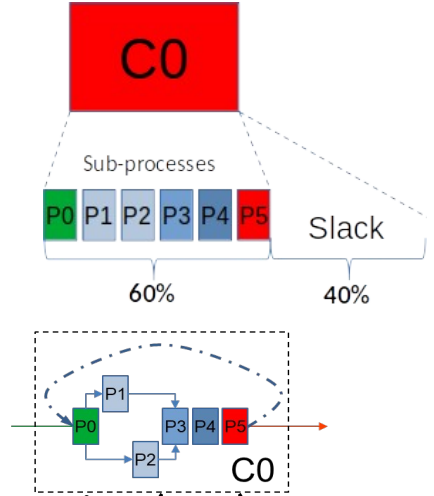 C0
Sub-processes
P0 P1 P2 P3 P4 P5 Slack
60% 40%
P1
P0 P3 P4 P5
P2
C0